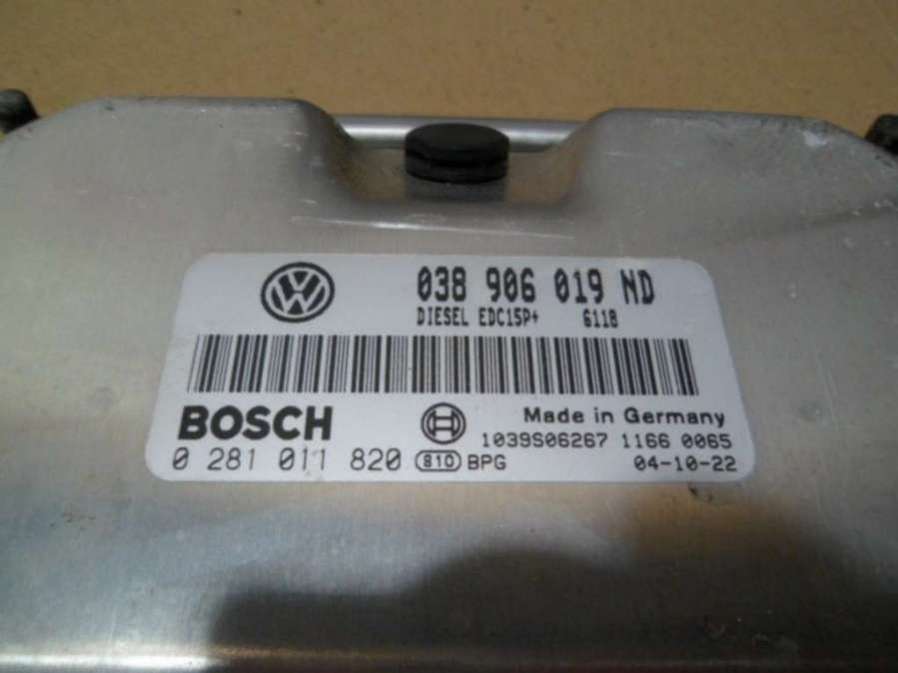 038 906 019 ND
DIESEL EDC15P+ 6118
BOSCH
Made in Germany
1039S06267 1166 0065
0 281 011 820 810 BPG 04-10-22